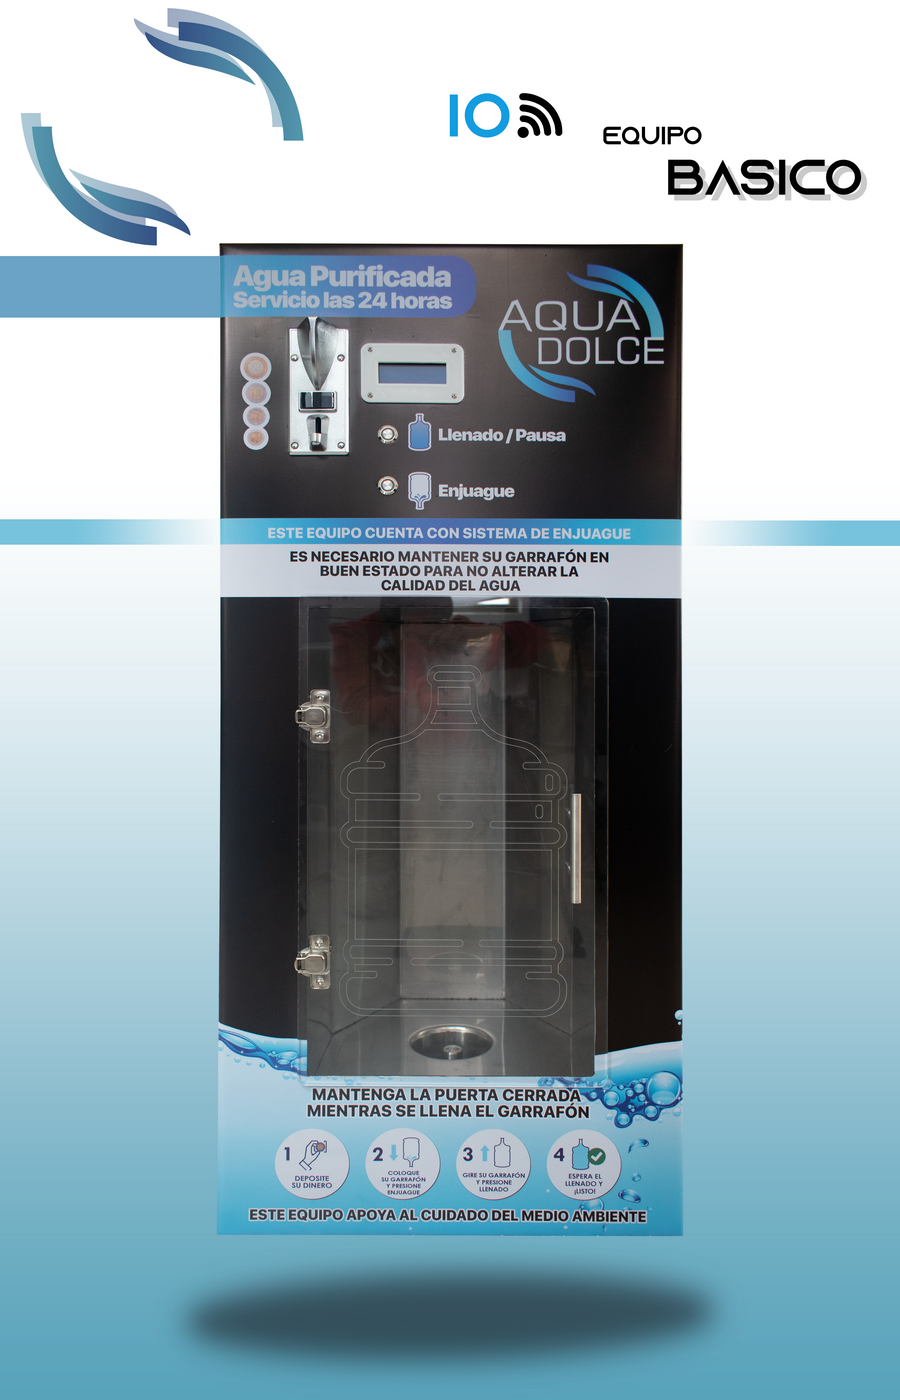 IO
EQUIPO
BASICO
Agua Purificada
Servicio las 24 horas
AQUA
DOLCE
Llenado / Pausa
Enjuague
ESTE EQUIPO CUENTA CON SISTEMA DE ENJUAGUE
ES NECESARIO MANTENER SU GARRAFÓN EN
BUEN ESTADO PARA NO ALTERAR LA
CALIDAD DEL AGUA
MANTENGA LA PUERTA CERRADA
MIENTRAS SE LLENA EL GARRAFÓN
1
DEPOSITE
SU DINERO
2
COLOQUE
SU GARRAFÓN
Y PRESIONE
ENJUAGUE
3
GIRE SU GARRAFÓN
Y PRESIONE
LLENADO
4
ESPERA EL
LLENADO Y
¡LISTO!
ESTE EQUIPO APOYA AL CUIDADO DEL MEDIO AMBIENTE